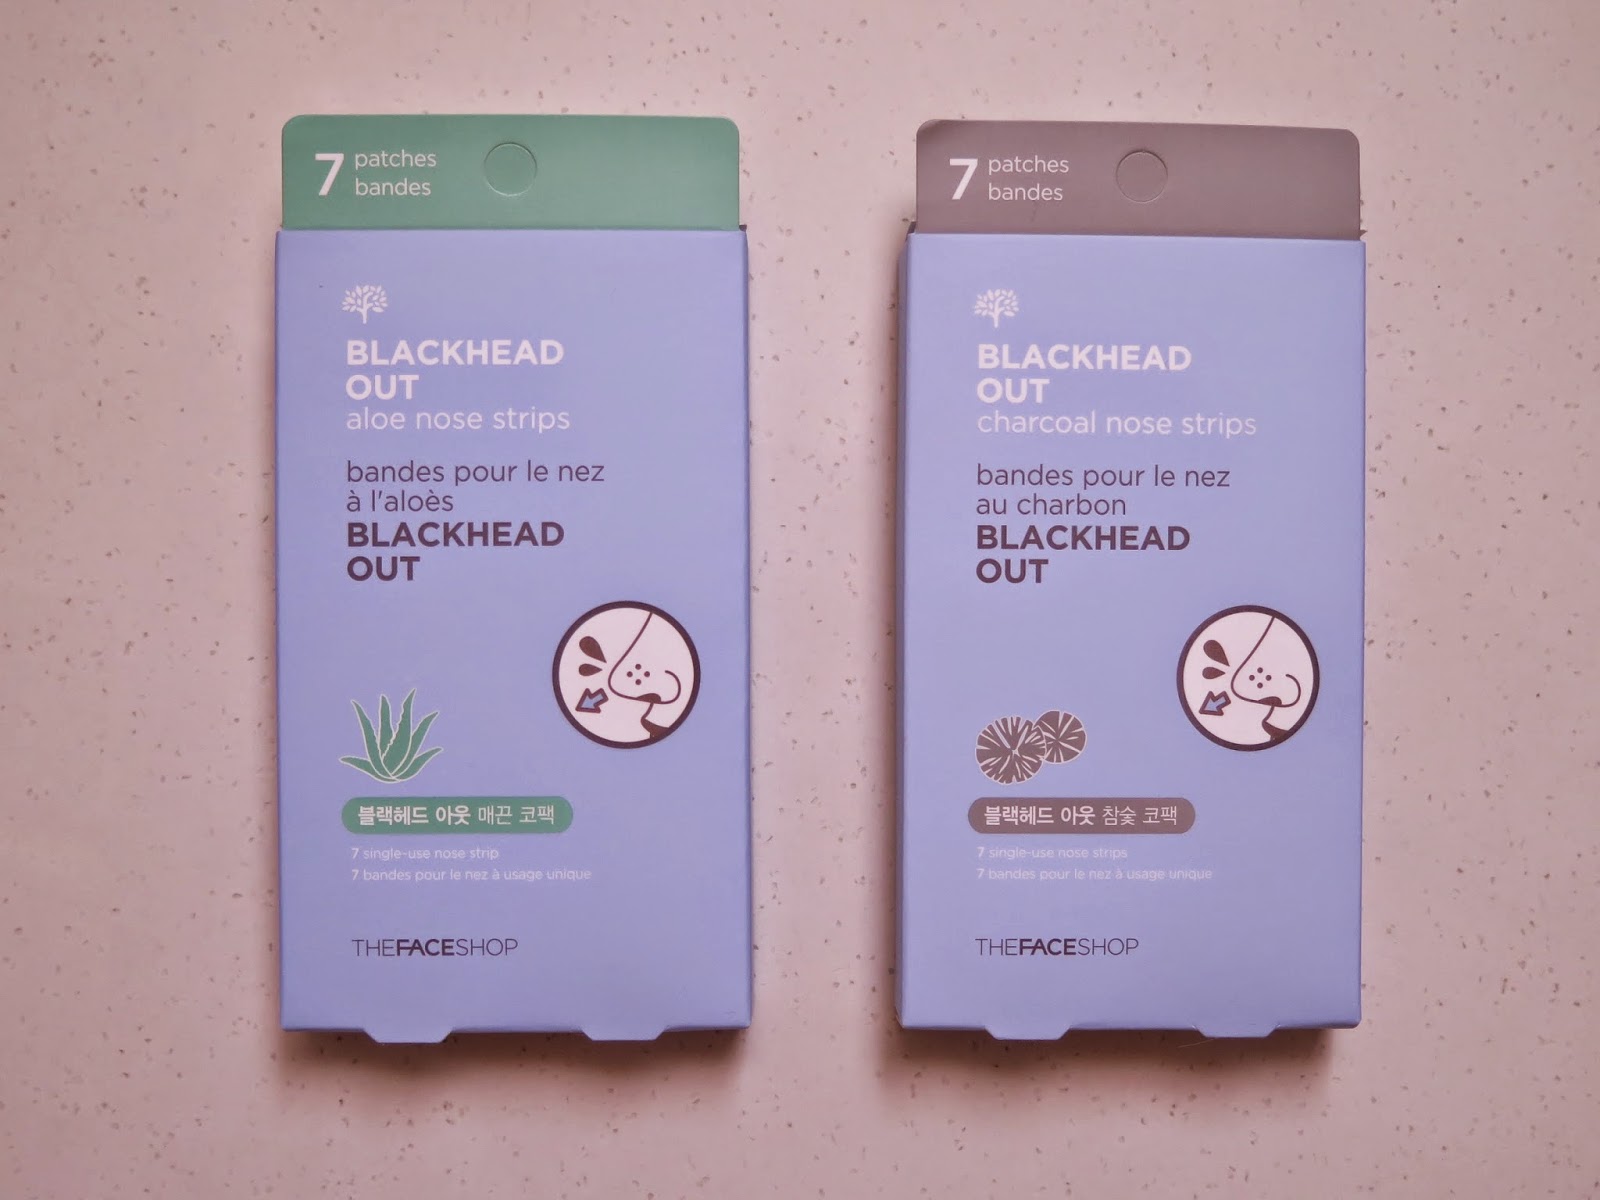 7 patches
bandes
BLACKHEAD
OUT
aloe nose strips
bandes pour le nez
à l'aloès
BLACKHEAD
OUT
블랙헤드 아웃 매끈 코팩
7 single-use nose strip
7 bandes pour le nez à usage unique
THEFACESHOP
7 patches
bandes
BLACKHEAD
OUT
charcoal nose strips
bandes pour le nez
au charbon
BLACKHEAD
OUT
블랙헤드 아웃 참숯 코팩
7 single-use nose strips
7 bandes pour le nez à usage unique
THEFACESHOP